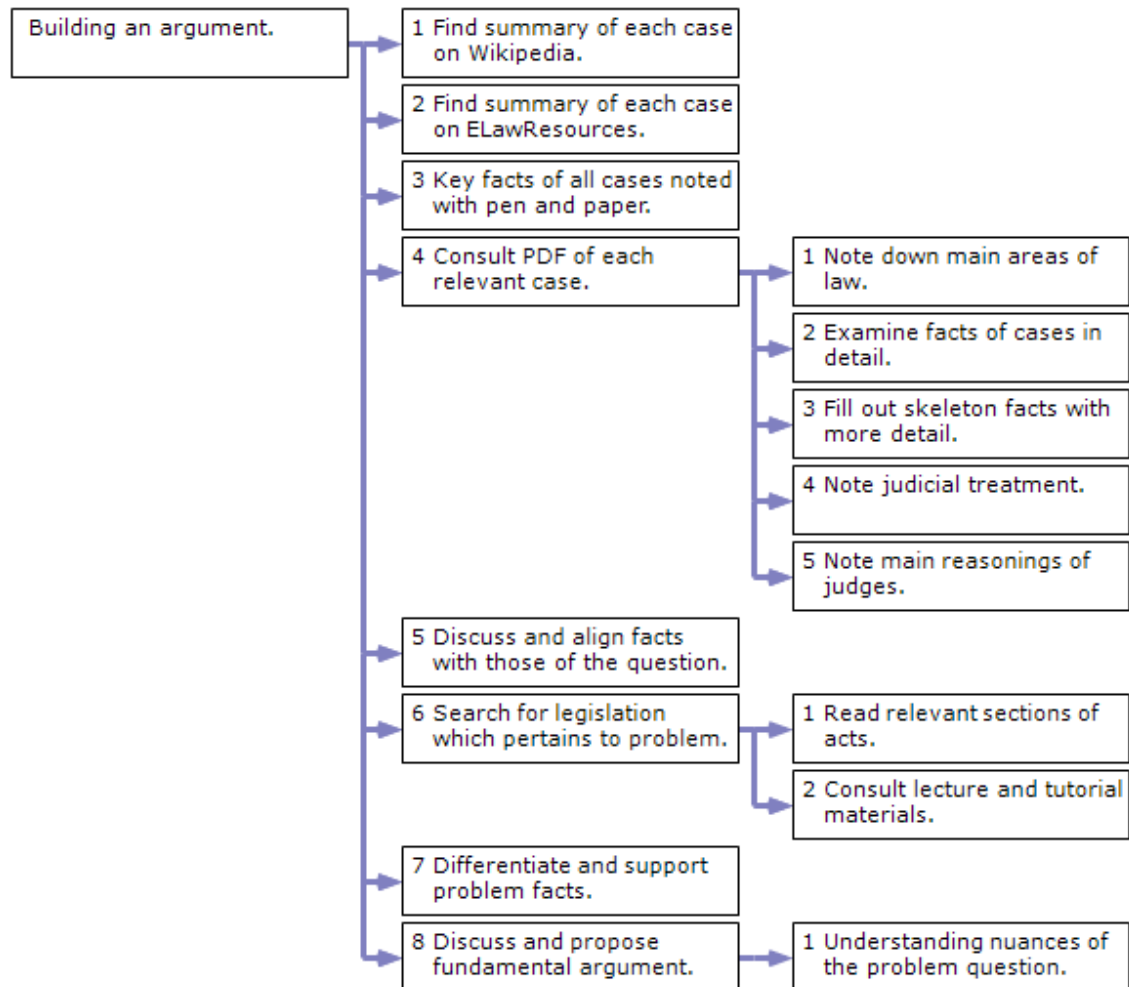 Building an argument.
1 Find summary of each case
on Wikipedia.
2 Find summary of each case
on ELawResources.
3 Key facts of all cases noted
with pen and paper.
4 Consult PDF of each
relevant case.
1 Note down main areas of
law.
2 Examine facts of cases in
detail.
3 Fill out skeleton facts with
more detail.
4 Note judicial treatment.
5 Note main reasonings of
judges.
5 Discuss and align facts
with those of the question.
6 Search for legislation
which pertains to problem.
1 Read relevant sections of
acts.
2 Consult lecture and tutorial
materials.
7 Differentiate and support
problem facts.
8 Discuss and propose
fundamental argument.
1 Understanding nuances of
the problem question.